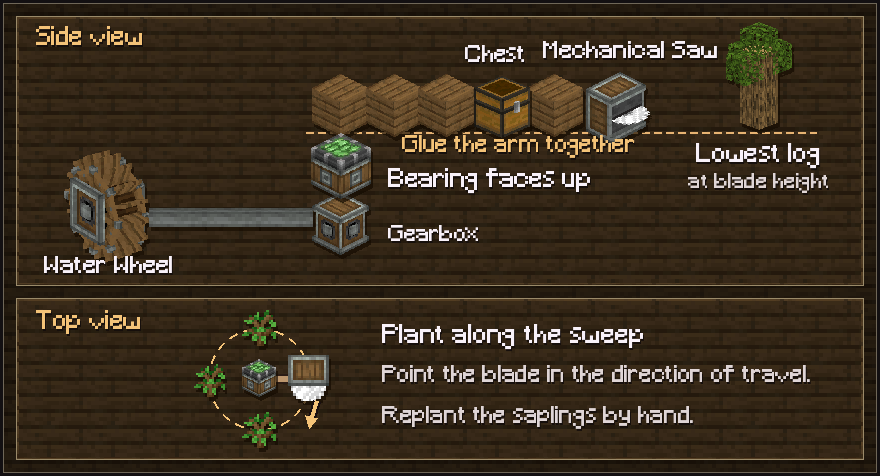 Side view
Chest
Mechanical Saw
Glue the arm together
Lowest log
at blade height
Bearing faces up
Gearbox
Water Wheel
Top view
Plant along the sweep
Point the blade in the direction of travel.
Replant the saplings by hand.